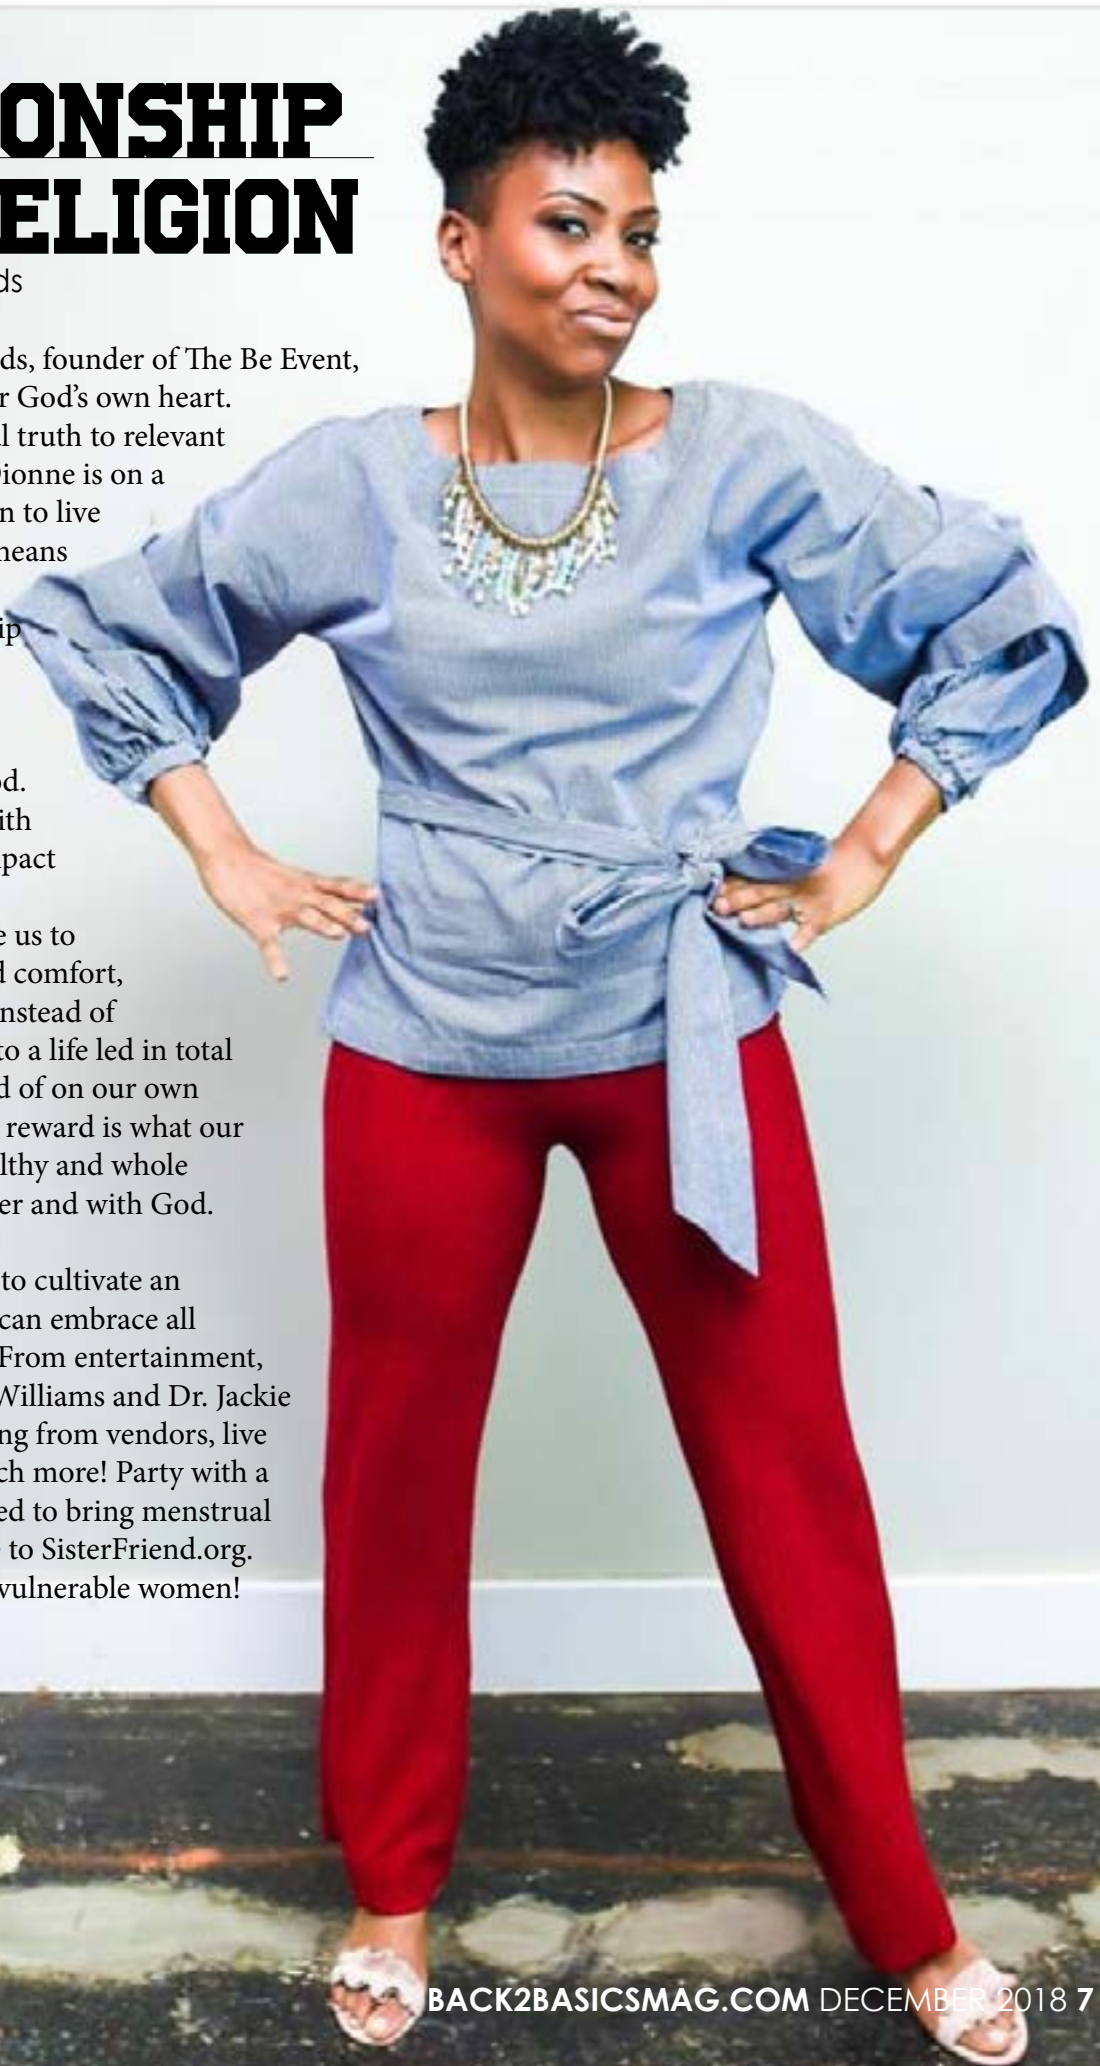 ONSHIP
ELIGION
ds
ds, founder of The Be Event,
r God’s own heart.
l truth to relevant
Dionne is on a
n to live
means
ip
od.
ith
pact
e us to
d comfort,
nstead of
to a life led in total
d of on our own
reward is what our
lthy and whole
er and with God.
to cultivate an
can embrace all
From entertainment,
Williams and Dr. Jackie
ng from vendors, live
ch more! Party with a
ed to bring menstrual
to SisterFriend.org.
vulnerable women!
BACK2BASICSMAG.COM DECEMBER 2018 7